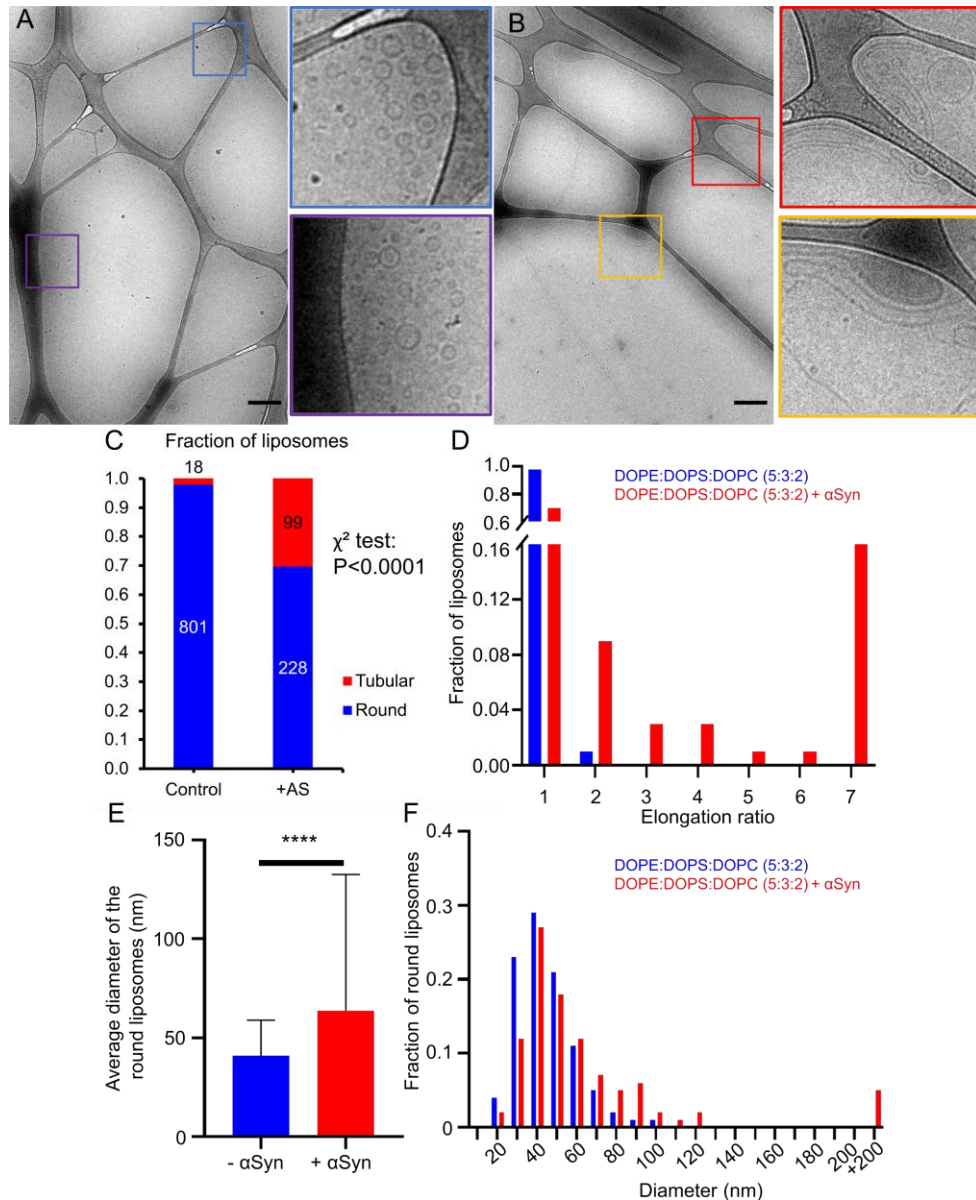 A
B
C
Fraction of liposomes
1.0
0.9
0.8
0.7
0.6
0.5
0.4
0.3
0.2
0.1
0.0
18
801
99
228
χ² test:
P<0.0001
Tubular
Round
Control
+AS
D
DOPE:DOPS:DOPC (5:3:2)
DOPE:DOPS:DOPC (5:3:2) + αSyn
Fraction of liposomes
1.0
0.8
0.6
0.16
0.12
0.08
0.04
0.00
1 2 3 4 5 6 7
Elongation ratio
E
****
Average diameter of the
round liposomes (nm)
150
100
50
0
- αSyn
+ αSyn
F
DOPE:DOPS:DOPC (5:3:2)
DOPE:DOPS:DOPC (5:3:2) + αSyn
Fraction of round liposomes
0.4
0.3
0.2
0.1
0
20 40 60 80 100 120 140 160 180 200 +200
Diameter (nm)